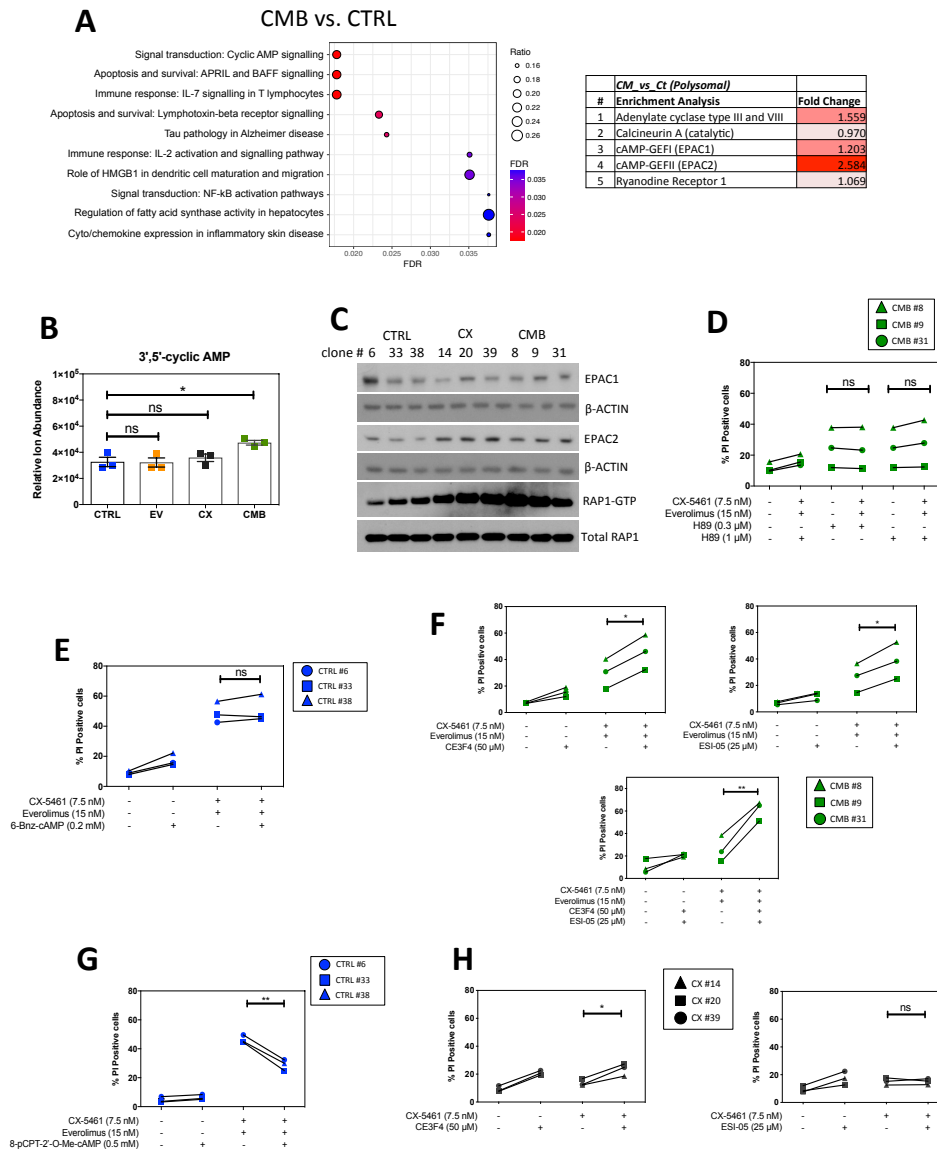 A
CMB vs. CTRL
Signal transduction: Cyclic AMP signalling
Apoptosis and survival: APRIL and BAFF signalling
Immune response: IL-7 signalling in T lymphocytes
Apoptosis and survival: Lymphotoxin-beta receptor signalling
Tau pathology in Alzheimer disease
Immune response: IL-2 activation and signalling pathway
Role of HMGB1 in dendritic cell maturation and migration
Signal transduction: NF-kB activation pathways
Regulation of fatty acid synthase activity in hepatocytes
Cyto/chemokine expression in inflammatory skin disease
0.020 0.025 0.030 0.035
FDR
Ratio
0.16
0.18
0.20
0.22
0.24
0.26
FDR
0.035
0.030
0.025
0.020
CM_vs_Ct (Polysomal)
# Enrichment Analysis Fold Change
1 Adenylate cyclase type III and VIII 1.559
2 Calcineurin A (catalytic) 0.970
3 cAMP-GEFI (EPAC1) 1.203
4 cAMP-GEFII (EPAC2) 2.584
5 Ryanodine Receptor 1 1.069
B
3',5'-cyclic AMP
Relative Ion Abundance
1×10⁵
8×10⁴
6×10⁴
4×10⁴
2×10⁴
0
*
ns
ns
CTRL EV CX CMB
C
CTRL CX CMB
clone # 6 33 38 14 20 39 8 9 31
EPAC1
β-ACTIN
EPAC2
β-ACTIN
RAP1-GTP
Total RAP1
D
CMB #8
CMB #9
CMB #31
% PI Positive cells
80
60
40
20
0
ns ns
CX-5461 (7.5 nM) - + - + - +
Everolimus (15 nM) - + - + - +
H89 (0.3 µM) - - + +
H89 (1 µM) - + - - + +
E
CTRL #6
CTRL #33
CTRL #38
% PI Positive cells
80
60
40
20
0
ns
CX-5461 (7.5 nM) - - + +
Everolimus (15 nM) - - + +
6-Bnz-cAMP (0.2 mM) - + - +
F
% PI Positive cells
80
60
40
20
0
*
CX-5461 (7.5 nM) - - + +
Everolimus (15 nM) - - + +
CE3F4 (50 µM) - + - +
% PI Positive cells
80
60
40
20
0
*
CX-5461 (7.5 nM) - - + +
Everolimus (15 nM) - - + +
ESI-05 (25 µM) - + - +
% PI Positive cells
80
60
40
20
0
**
CMB #8
CMB #9
CMB #31
CX-5461 (7.5 nM) - - + +
Everolimus (15 nM) - - + +
CE3F4 (50 µM) - + - +
ESI-05 (25 µM) - + - +
G
CTRL #6
CTRL #33
CTRL #38
% PI Positive cells
80
60
40
20
0
**
CX-5461 (7.5 nM) - - + +
Everolimus (15 nM) - - + +
8-pCPT-2'-O-Me-cAMP (0.5 mM) - + - +
H
% PI Positive cells
80
60
40
20
0
*
CX-5461 (7.5 nM) - - + +
CE3F4 (50 µM) - + - +
CX #14
CX #20
CX #39
% PI Positive cells
80
60
40
20
0
ns
CX-5461 (7.5 nM) - - + +
ESI-05 (25 µM) - + - +